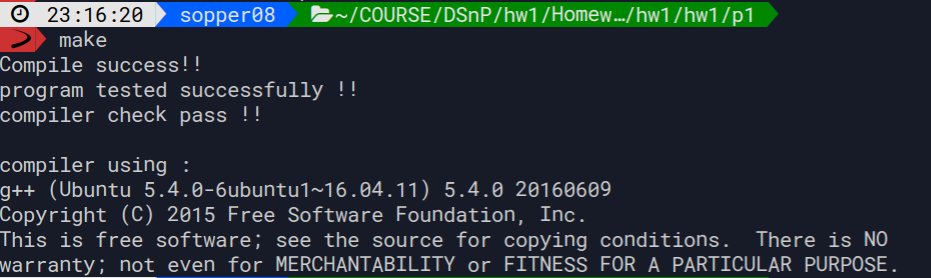 23:16:20 sopper08 ~/COURSE/DSnP/hw1/Homew…/hw1/hw1/p1
make
Compile success!!
program tested successfully !!
compiler check pass !!
compiler using :
g++ (Ubuntu 5.4.0-6ubuntu1~16.04.11) 5.4.0 20160609
Copyright (C) 2015 Free Software Foundation, Inc.
This is free software; see the source for copying conditions.  There is NO
warranty; not even for MERCHANTABILITY or FITNESS FOR A PARTICULAR PURPOSE.